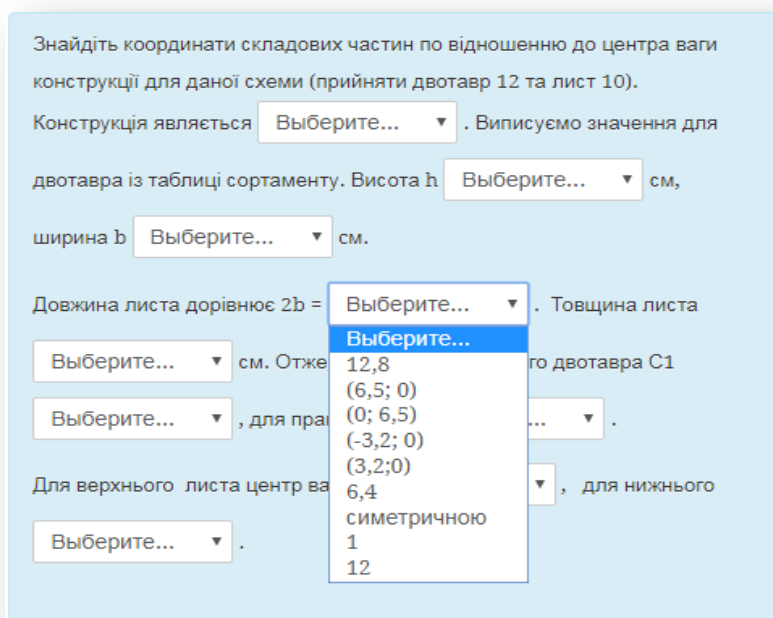 Знайдіть координати складових частин по відношенню до центра ваги
конструкції для даної схеми (прийняти двотавр 12 та лист 10).
Конструкція являється Выберите... . Виписуємо значення для
двотавра із таблиці сортаменту. Висота h Выберите... см,
ширина b Выберите... см.
Довжина листа дорівнює 2b = Выберите... . Товщина листа
Выберите...
12,8
(6,5; 0)
(0; 6,5)
(-3,2; 0)
(3,2;0)
6,4
симетричною
1
12
Выберите... см. Отже го двотавра C1
Выберите... , для ... .
Для верхнього листа центр , для нижнього
Выберите... .